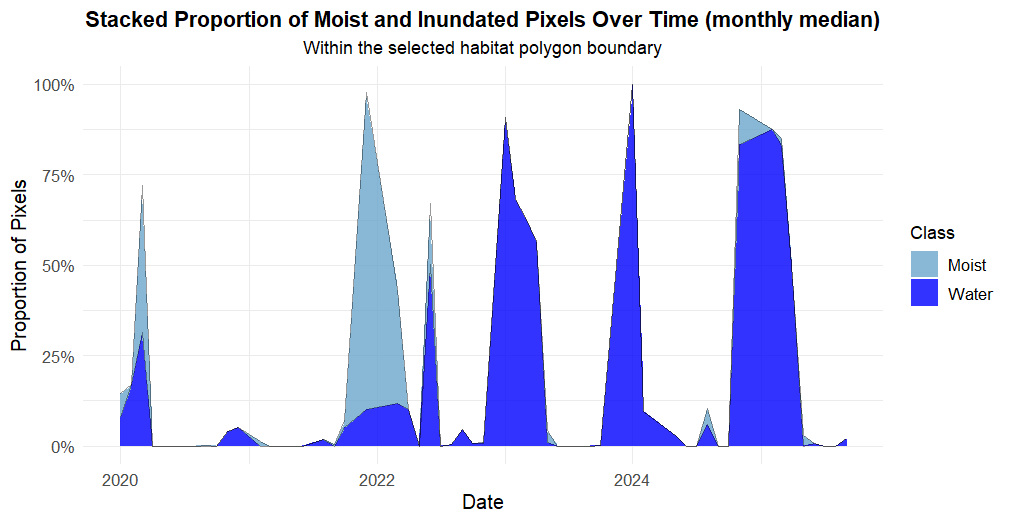 Stacked Proportion of Moist and Inundated Pixels Over Time (monthly median)
Within the selected habitat polygon boundary
100%
75%
50%
25%
0%
Proportion of Pixels
2020
2022
2024
Date
Class
Moist
Water